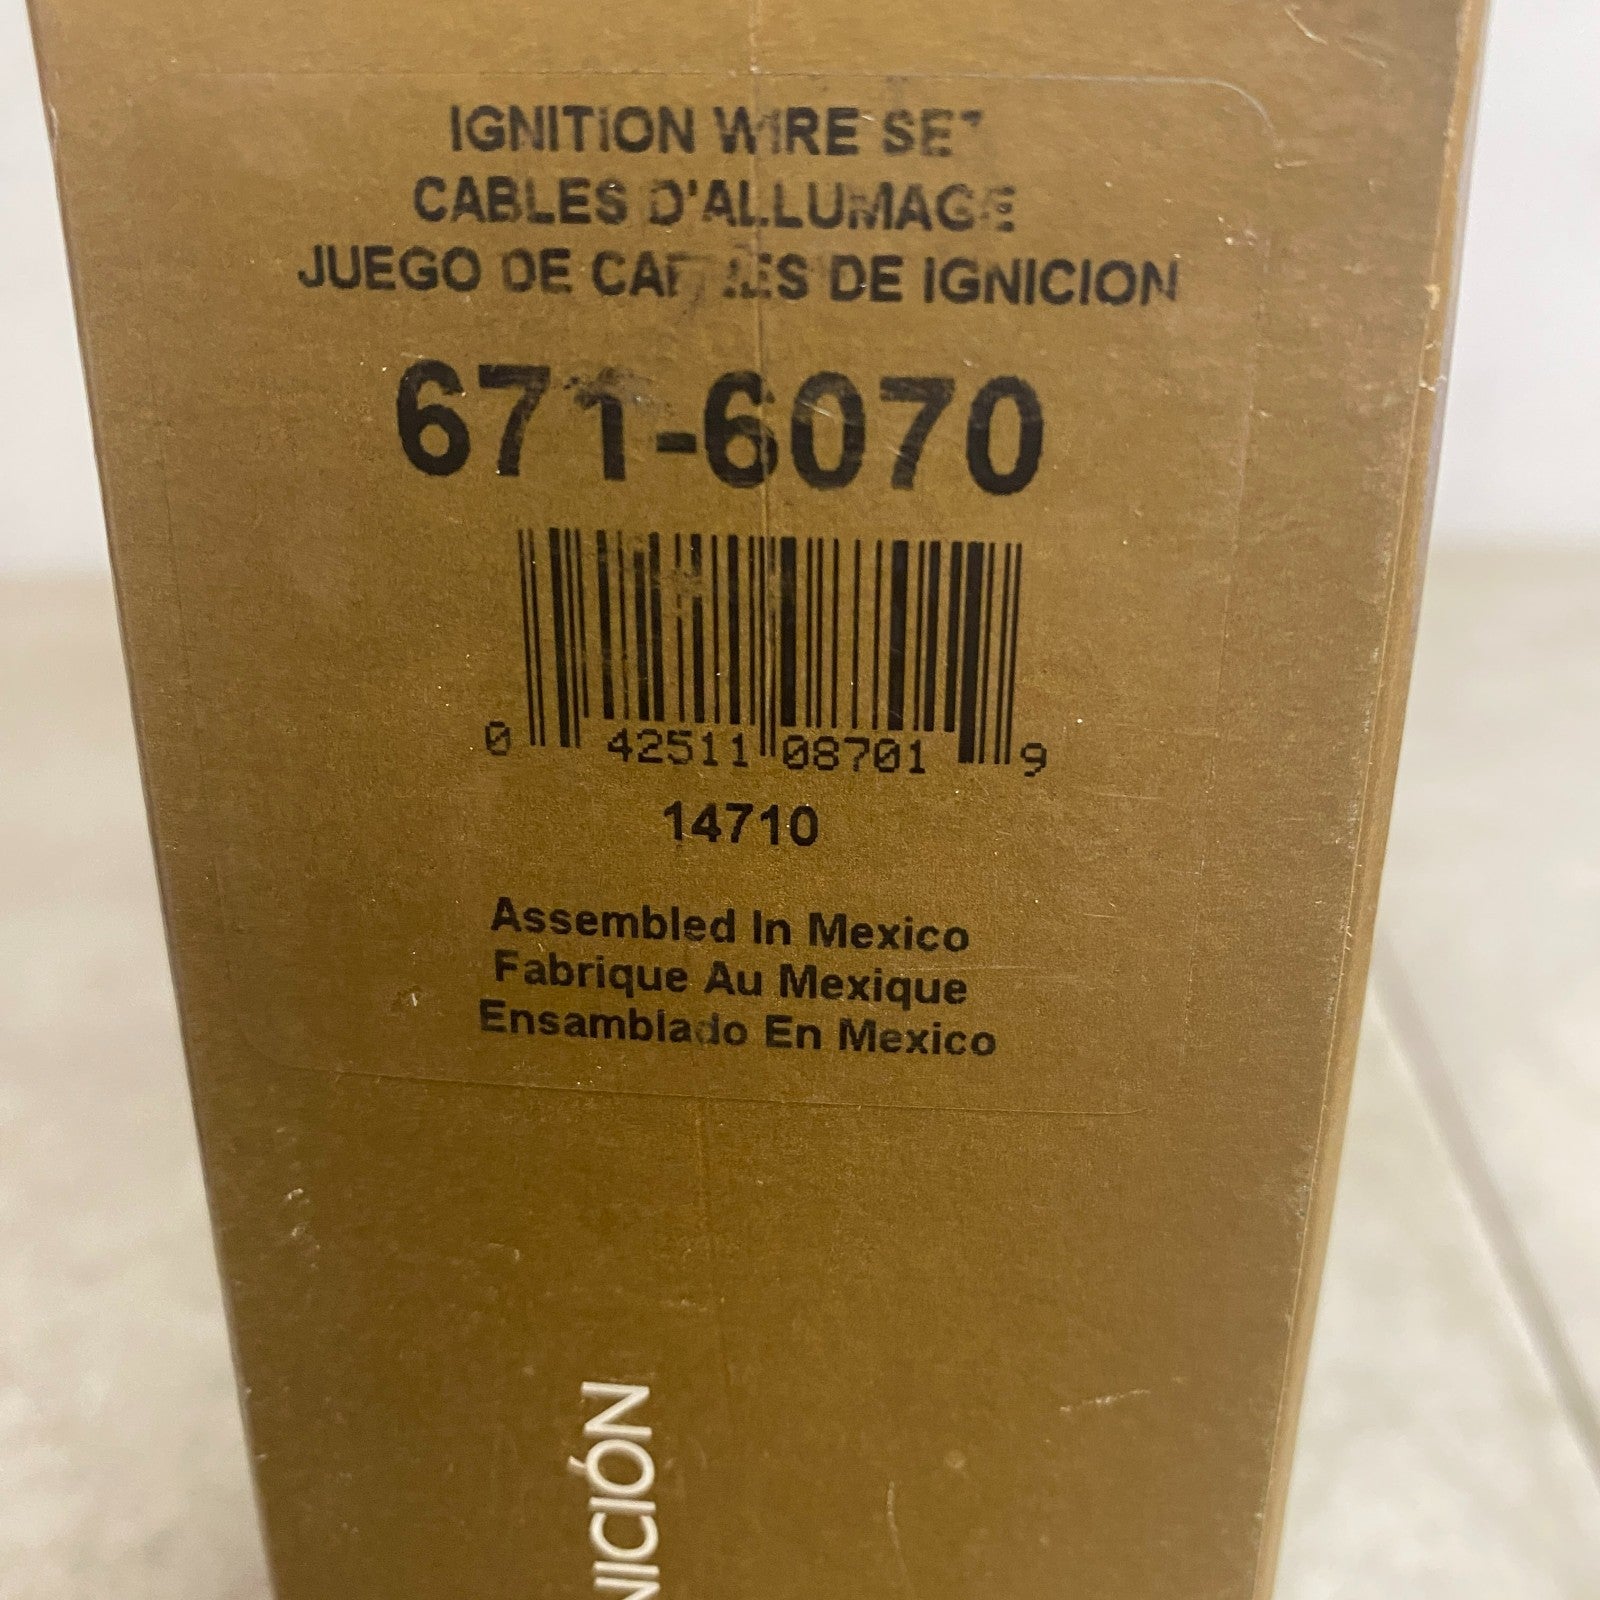 IGNITION WIRE SET
CABLES D'ALLUMAGE
JUEGO DE CABLES DE IGNICION
671-6070
0 42511 08701 9
14710
Assembled In Mexico
Fabrique Au Mexique
Ensamblado En Mexico
NICIÓN